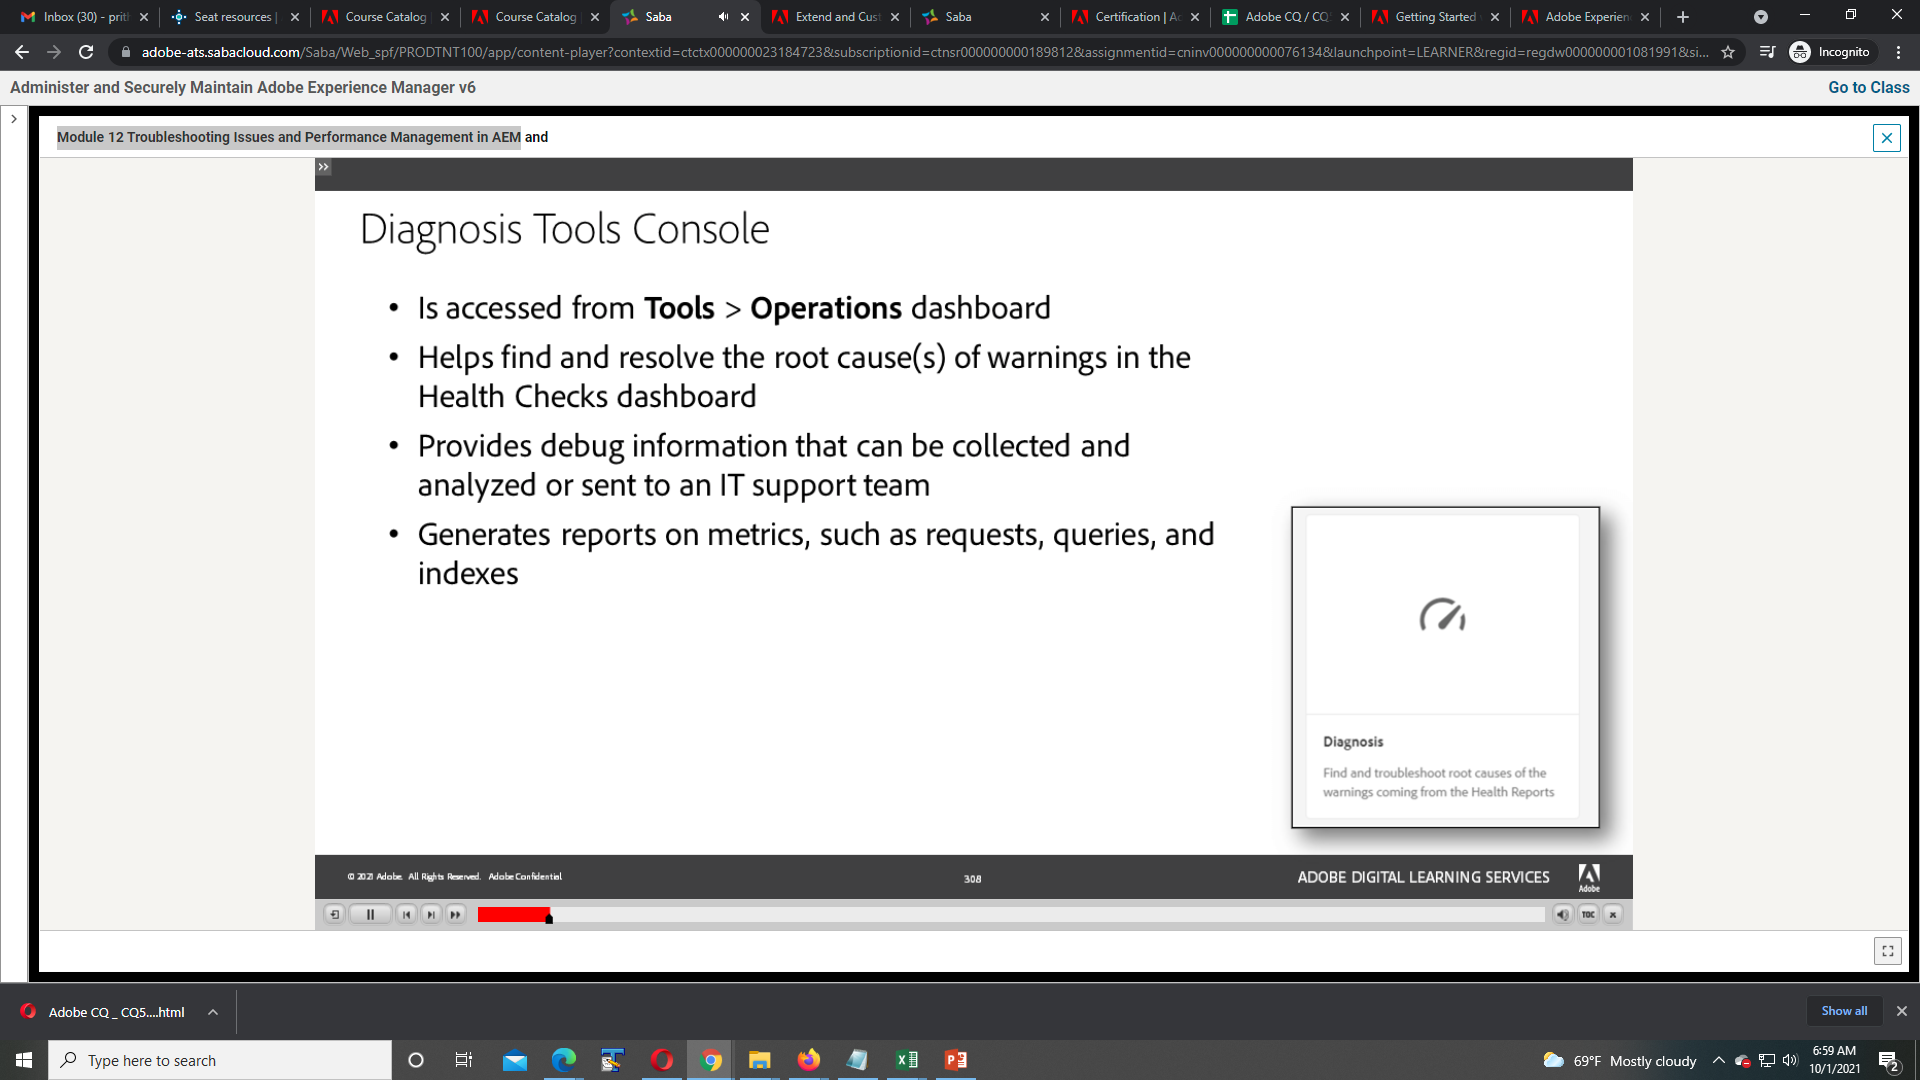 Inbox (30) - prith
Seat resources |
Course Catalog
Course Catalog
Saba
Extend and Cust
Saba
Certification | Ad
Adobe CQ / CQ
Getting Started
Adobe Experien
adobe-ats.sabacloud.com/Saba/Web_spf/PRODTNT100/app/content-player?contextid=ctctx000000023184723&subscriptionid=ctnsr0000000000189812&assignmentid=cninv000000000076134&launchpoint=LEARNER&regid=regdw000000001081991&si...
Incognito
Administer and Securely Maintain Adobe Experience Manager v6
Go to Class
Module 12 Troubleshooting Issues and Performance Management in AEM and
Diagnosis Tools Console
• Is accessed from Tools > Operations dashboard
• Helps find and resolve the root cause(s) of warnings in the
Health Checks dashboard
• Provides debug information that can be collected and
analyzed or sent to an IT support team
• Generates reports on metrics, such as requests, queries, and
indexes
Diagnosis
Find and troubleshoot root causes of the
warnings coming from the Health Reports
© 2021 Adobe. All Rights Reserved. Adobe Confidential
308
ADOBE DIGITAL LEARNING SERVICES
Adobe
TOC
Adobe CQ _ CQ5....html
Show all
Type here to search
69°F Mostly cloudy
6:59 AM
10/1/2021
2